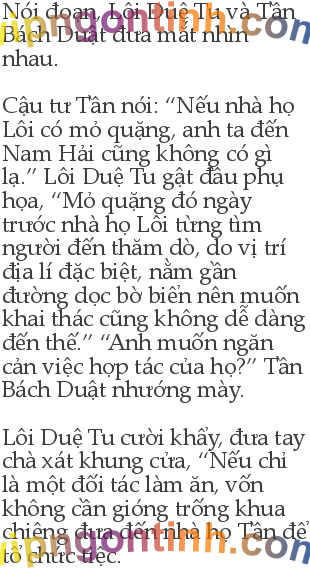 Nói đoạn, Lôi Duệ Tu và Tần
Bách Duật đưa mắt nhìn
nhau.
Cậu tư Tần nói: “Nếu nhà họ
Lôi có mỏ quặng, anh ta đến
Nam Hải cũng không có gì
lạ.” Lôi Duệ Tu gật đầu phụ
họa, “Mỏ quặng đó ngày
trước nhà họ Lôi từng tìm
người đến thăm dò, do vị trí
địa lí đặc biệt, nằm gần
đường dọc bờ biển nên muốn
khai thác cũng không dễ dàng
đến thế.” “Anh muốn ngăn
cản việc hợp tác của họ?” Tần
Bách Duật nhướng mày.
Lôi Duệ Tu cười khẩy, đưa tay
chà xát khung cửa, “Nếu chỉ
là một đối tác làm ăn, vốn
không cần gióng trống khua
chiêng đưa đến nhà họ Tần để
tổ chức tiệc.
vipngontinh.com
vipngontinh.com